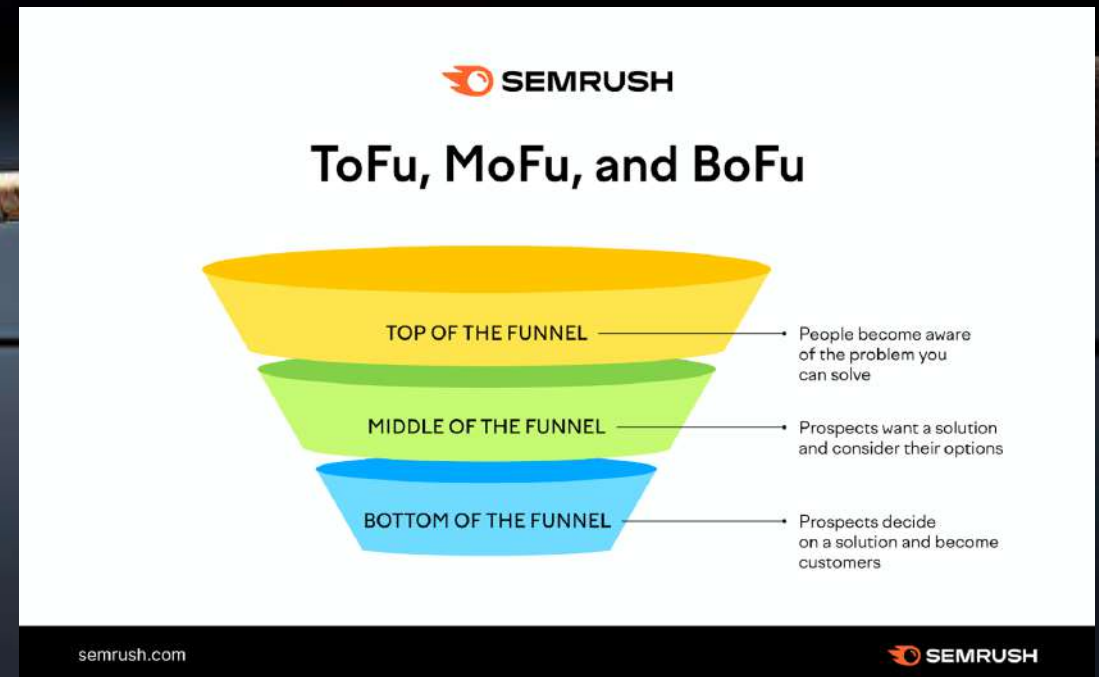 SEMRUSH
ToFu, MoFu, and BoFu
TOP OF THE FUNNEL
People become aware
of the problem you
can solve
MIDDLE OF THE FUNNEL
Prospects want a solution
and consider their options
BOTTOM OF THE FUNNEL
Prospects decide
on a solution and become
customers
semrush.com
SEMRUSH